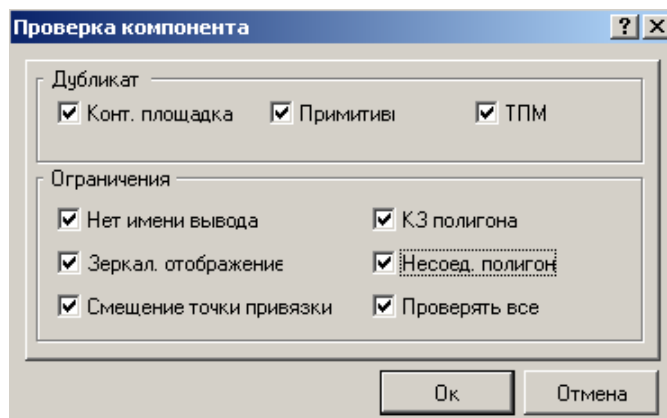 Проверка компонента
Дубликат
Конт. площадка Примитивı ТПМ
Ограничения
Нет имени вывода КЗ полигона
Зеркал. отображение Несоед. полигон
Смещение точки привязки Проверять все
Ок Отмена